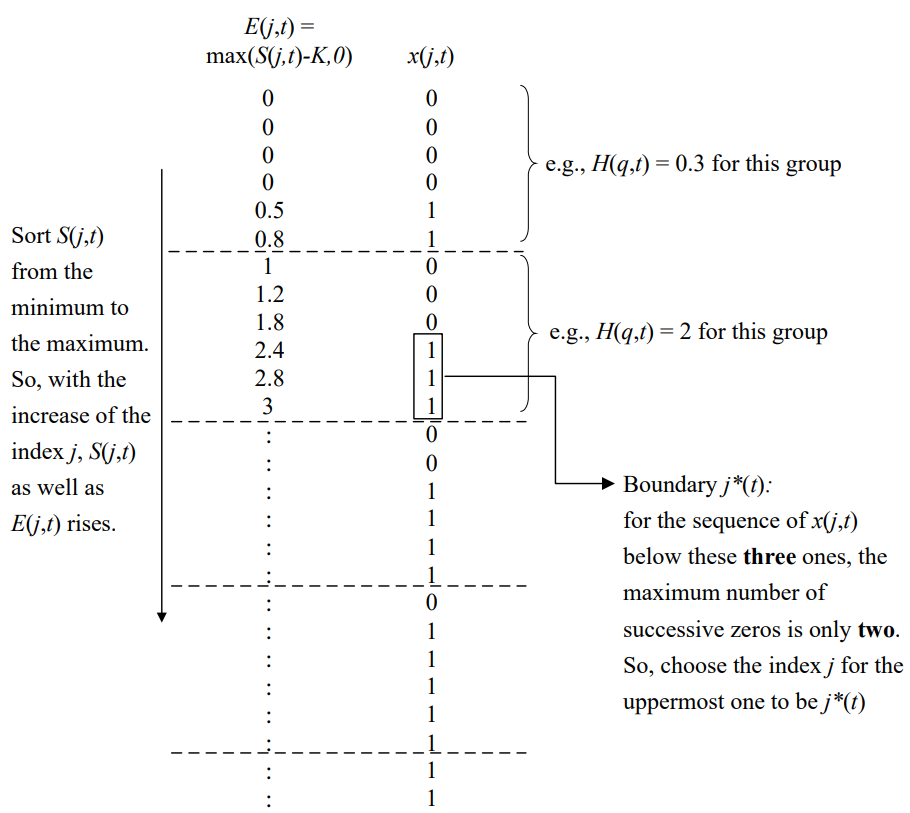 E(j,t) =
max(S(j,t)-K,0) x(j,t)
0 0
0 0
0 0
0 0
0.5 1
0.8 1
1 0
1.2 0
1.8 0
2.4 1
2.8 1
3 1
: 0
: 0
: 1
: 1
: 1
: 1
: 0
: 1
: 1
: 1
: 1
: 1
: 1
: 1
e.g., H(q,t) = 0.3 for this group
e.g., H(q,t) = 2 for this group
Sort S(j,t)
from the
minimum to
the maximum.
So, with the
increase of the
index j, S(j,t)
as well as
E(j,t) rises.
Boundary j*(t):
for the sequence of x(j,t)
below these three ones, the
maximum number of
successive zeros is only two.
So, choose the index j for the
uppermost one to be j*(t)